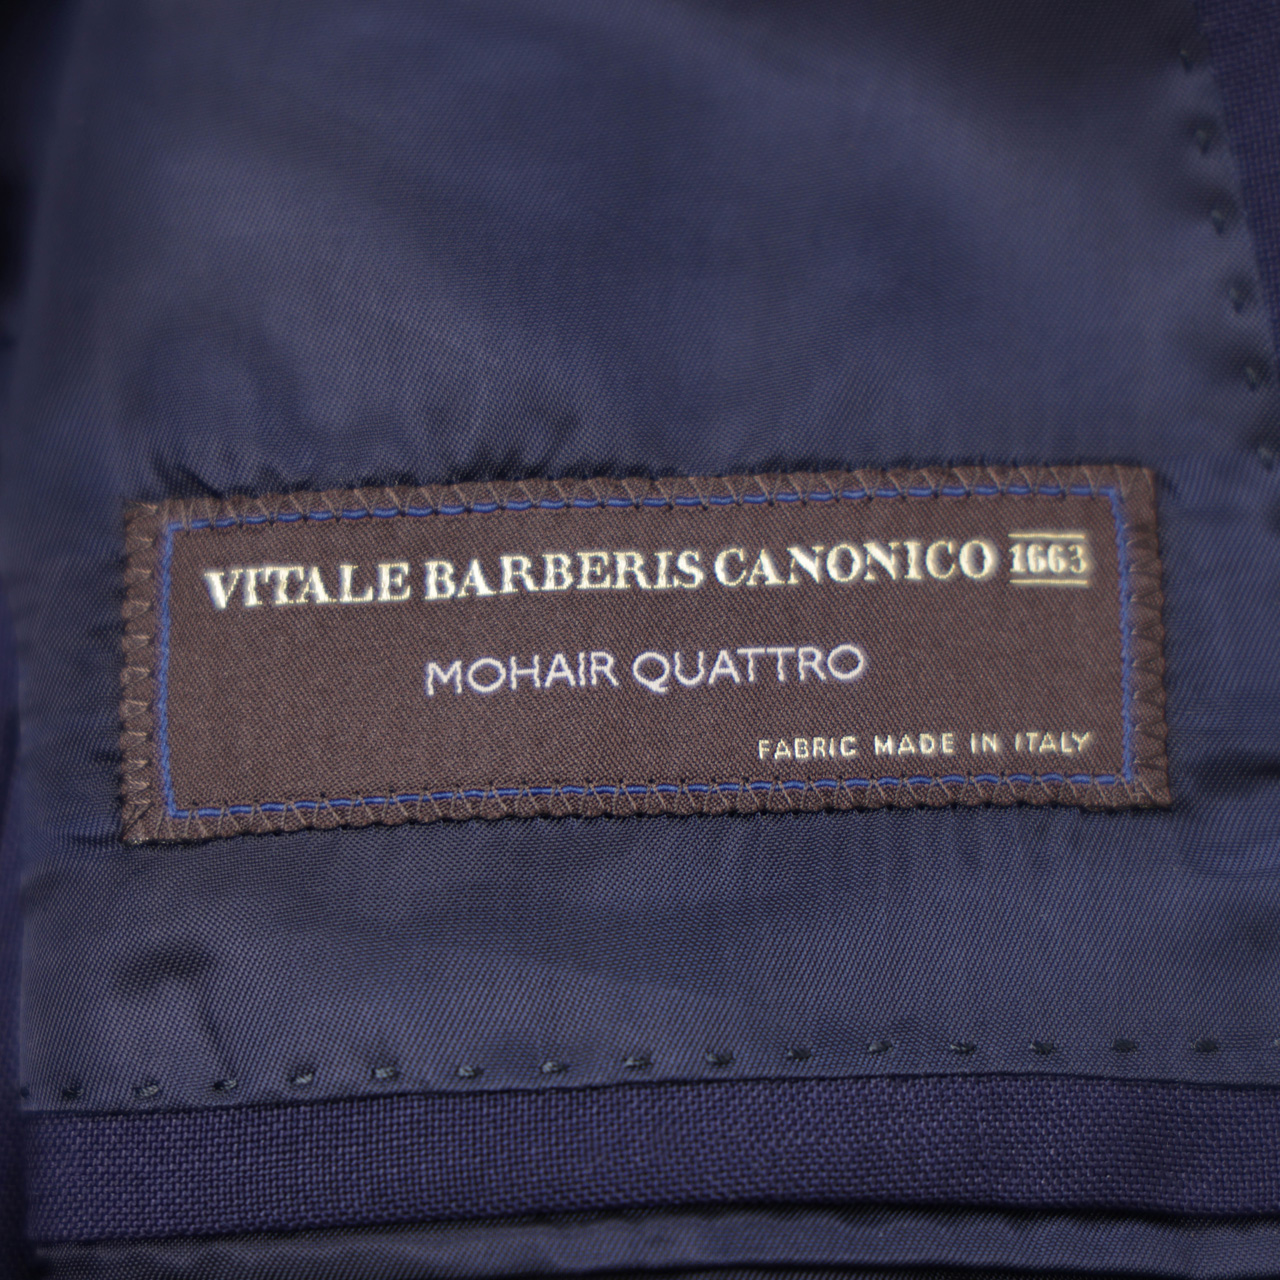 VITALE BARBERIS CANONICO 1663
MOHAIR QUATTRO
FABRIC MADE IN ITALY